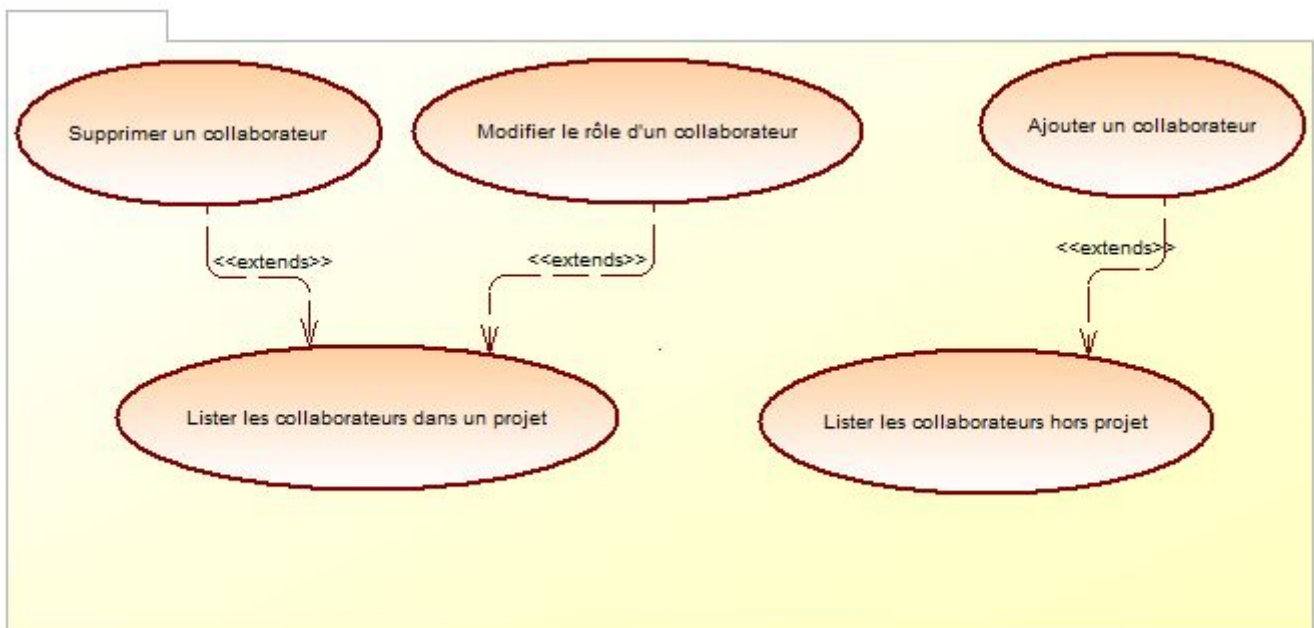 Supprimer un collaborateur
Modifier le rôle d'un collaborateur
Ajouter un collaborateur
<<extends>>
<<extends>>
<<extends>>
Lister les collaborateurs dans un projet
Lister les collaborateurs hors projet